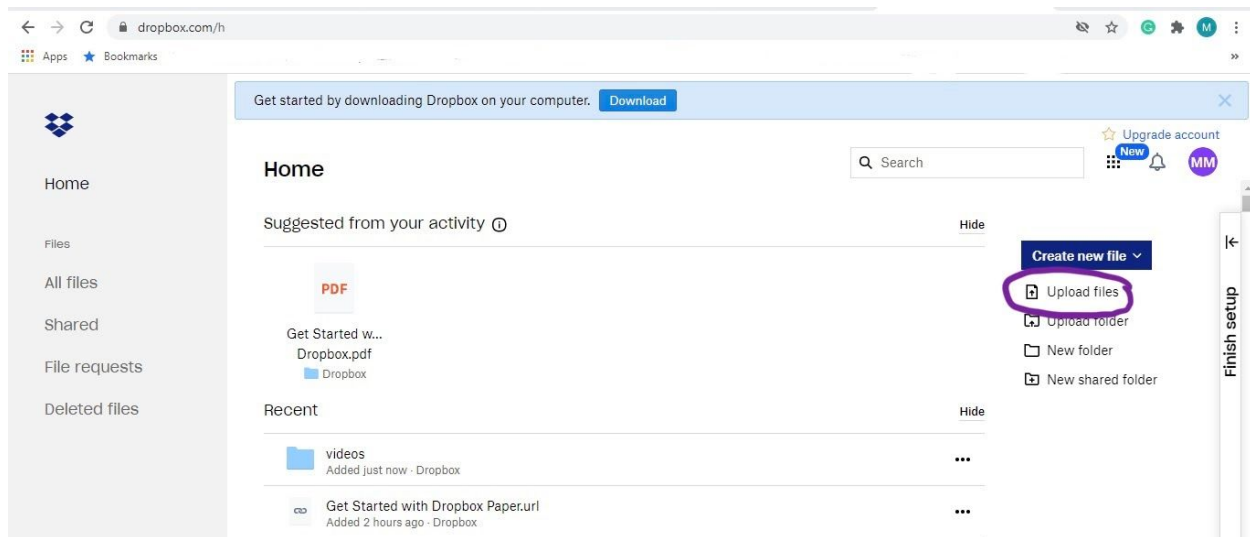 dropbox.com/h
M
Apps Bookmarks
»
Get started by downloading Dropbox on your computer. Download
Upgrade account
Home
Search
New
MM
Home
Suggested from your activity
Hide
Files
All files
Shared
File requests
Deleted files
PDF
Get Started w...
Dropbox.pdf
Dropbox
Create new file
Upload files
Upload folder
New folder
New shared folder
Finish setup
Recent
Hide
videos
Added just now · Dropbox
Get Started with Dropbox Paper.url
Added 2 hours ago · Dropbox